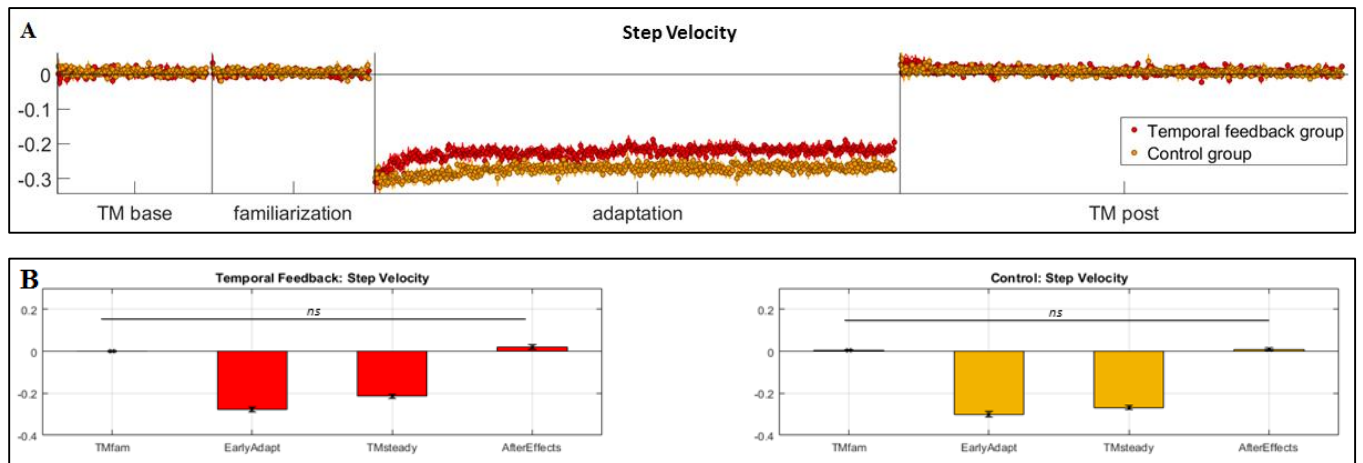 A
Step Velocity
0
-0.1
-0.2
-0.3
Temporal feedback group
Control group
TM base familiarization adaptation TM post
B
Temporal Feedback: Step Velocity
0.2
ns
0
-0.2
-0.4
TMfam EarlyAdapt TMsteady AfterEffects
Control: Step Velocity
0.2
ns
0
-0.2
-0.4
TMfam EarlyAdapt TMsteady AfterEffects